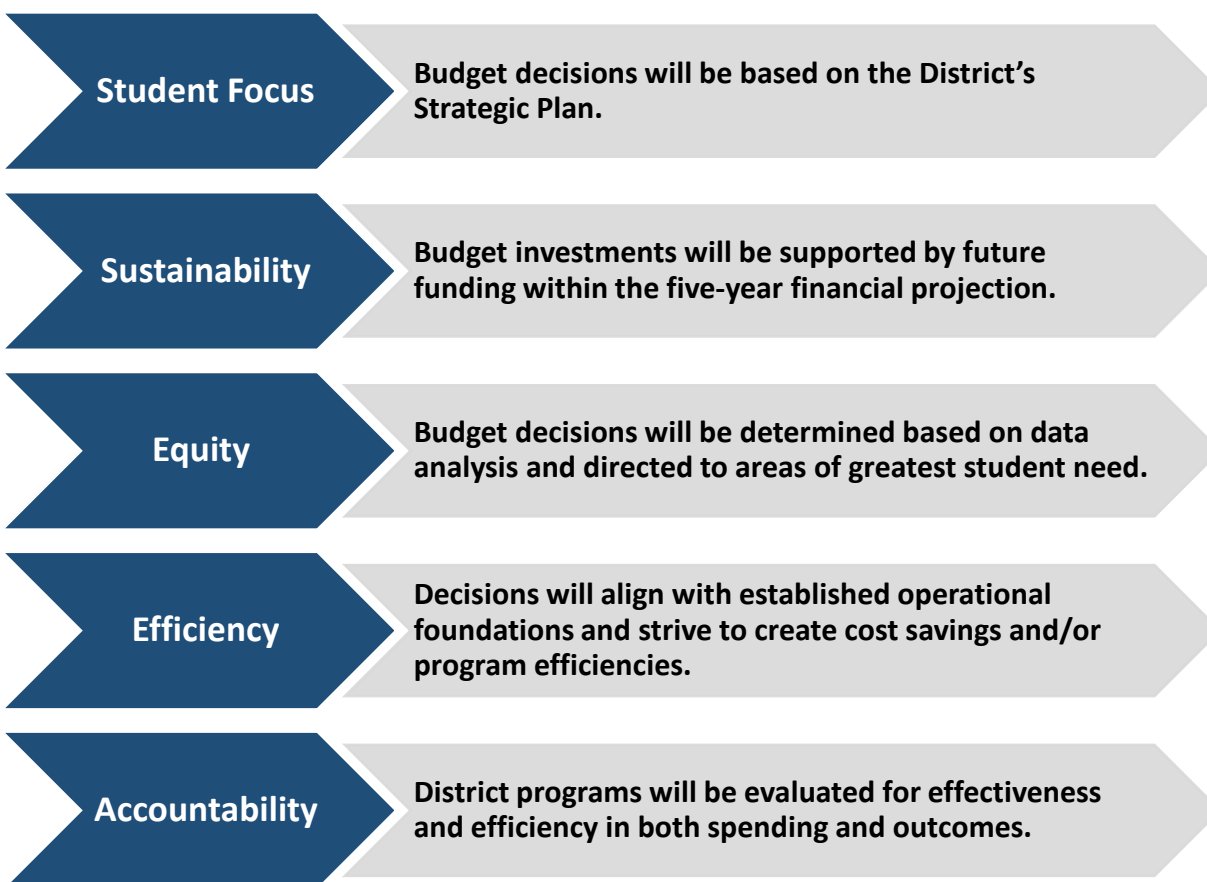 Student Focus
Budget decisions will be based on the District’s
Strategic Plan.
Sustainability
Budget investments will be supported by future
funding within the five-year financial projection.
Equity
Budget decisions will be determined based on data
analysis and directed to areas of greatest student need.
Efficiency
Decisions will align with established operational
foundations and strive to create cost savings and/or
program efficiencies.
Accountability
District programs will be evaluated for effectiveness
and efficiency in both spending and outcomes.